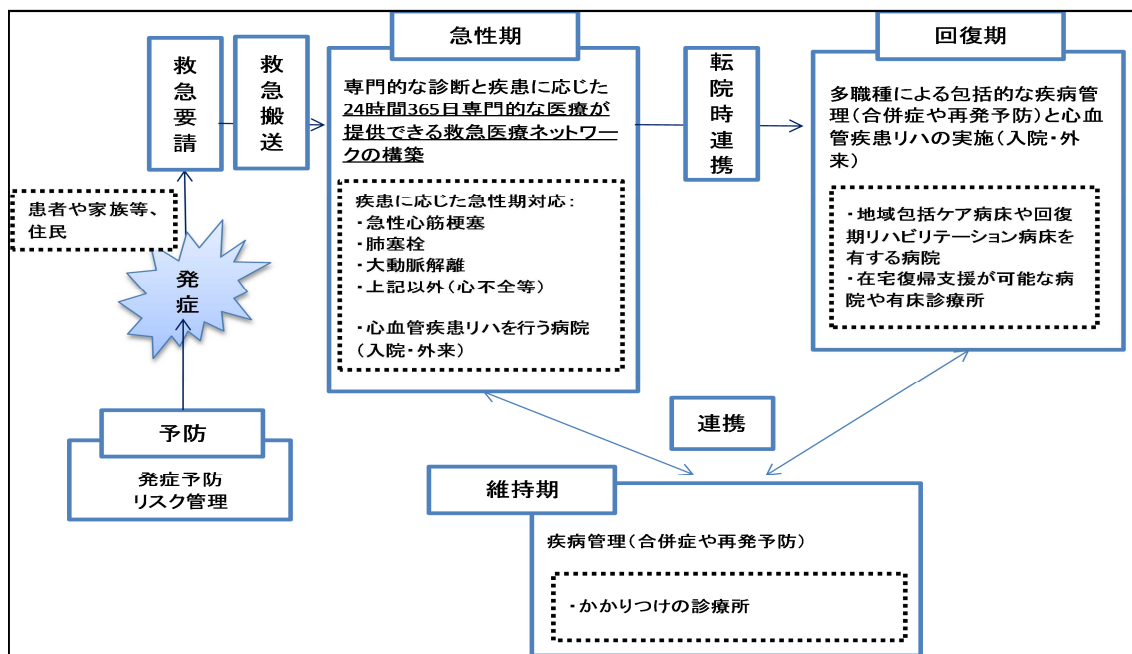 救急要請
救急搬送
急性期
専門的な診断と疾患に応じた
24時間365日専門的な医療が
提供できる救急医療ネットワー
クの構築
疾患に応じた急性期対応：
・急性心筋梗塞
・肺塞栓
・大動脈解離
・上記以外（心不全等）
・心血管疾患リハを行う病院
（入院・外来）
転院時連携
回復期
多職種による包括的な疾病管
理（合併症や再発予防）と心血
管疾患リハの実施（入院・外
来）
・地域包括ケア病床や回復
期リハビリテーション病床を
有する病院
・在宅復帰支援が可能な病
院や有床診療所
患者や家族等、
住民
発症
予防
発症予防
リスク管理
連携
維持期
疾病管理（合併症や再発予防）
・かかりつけの診療所